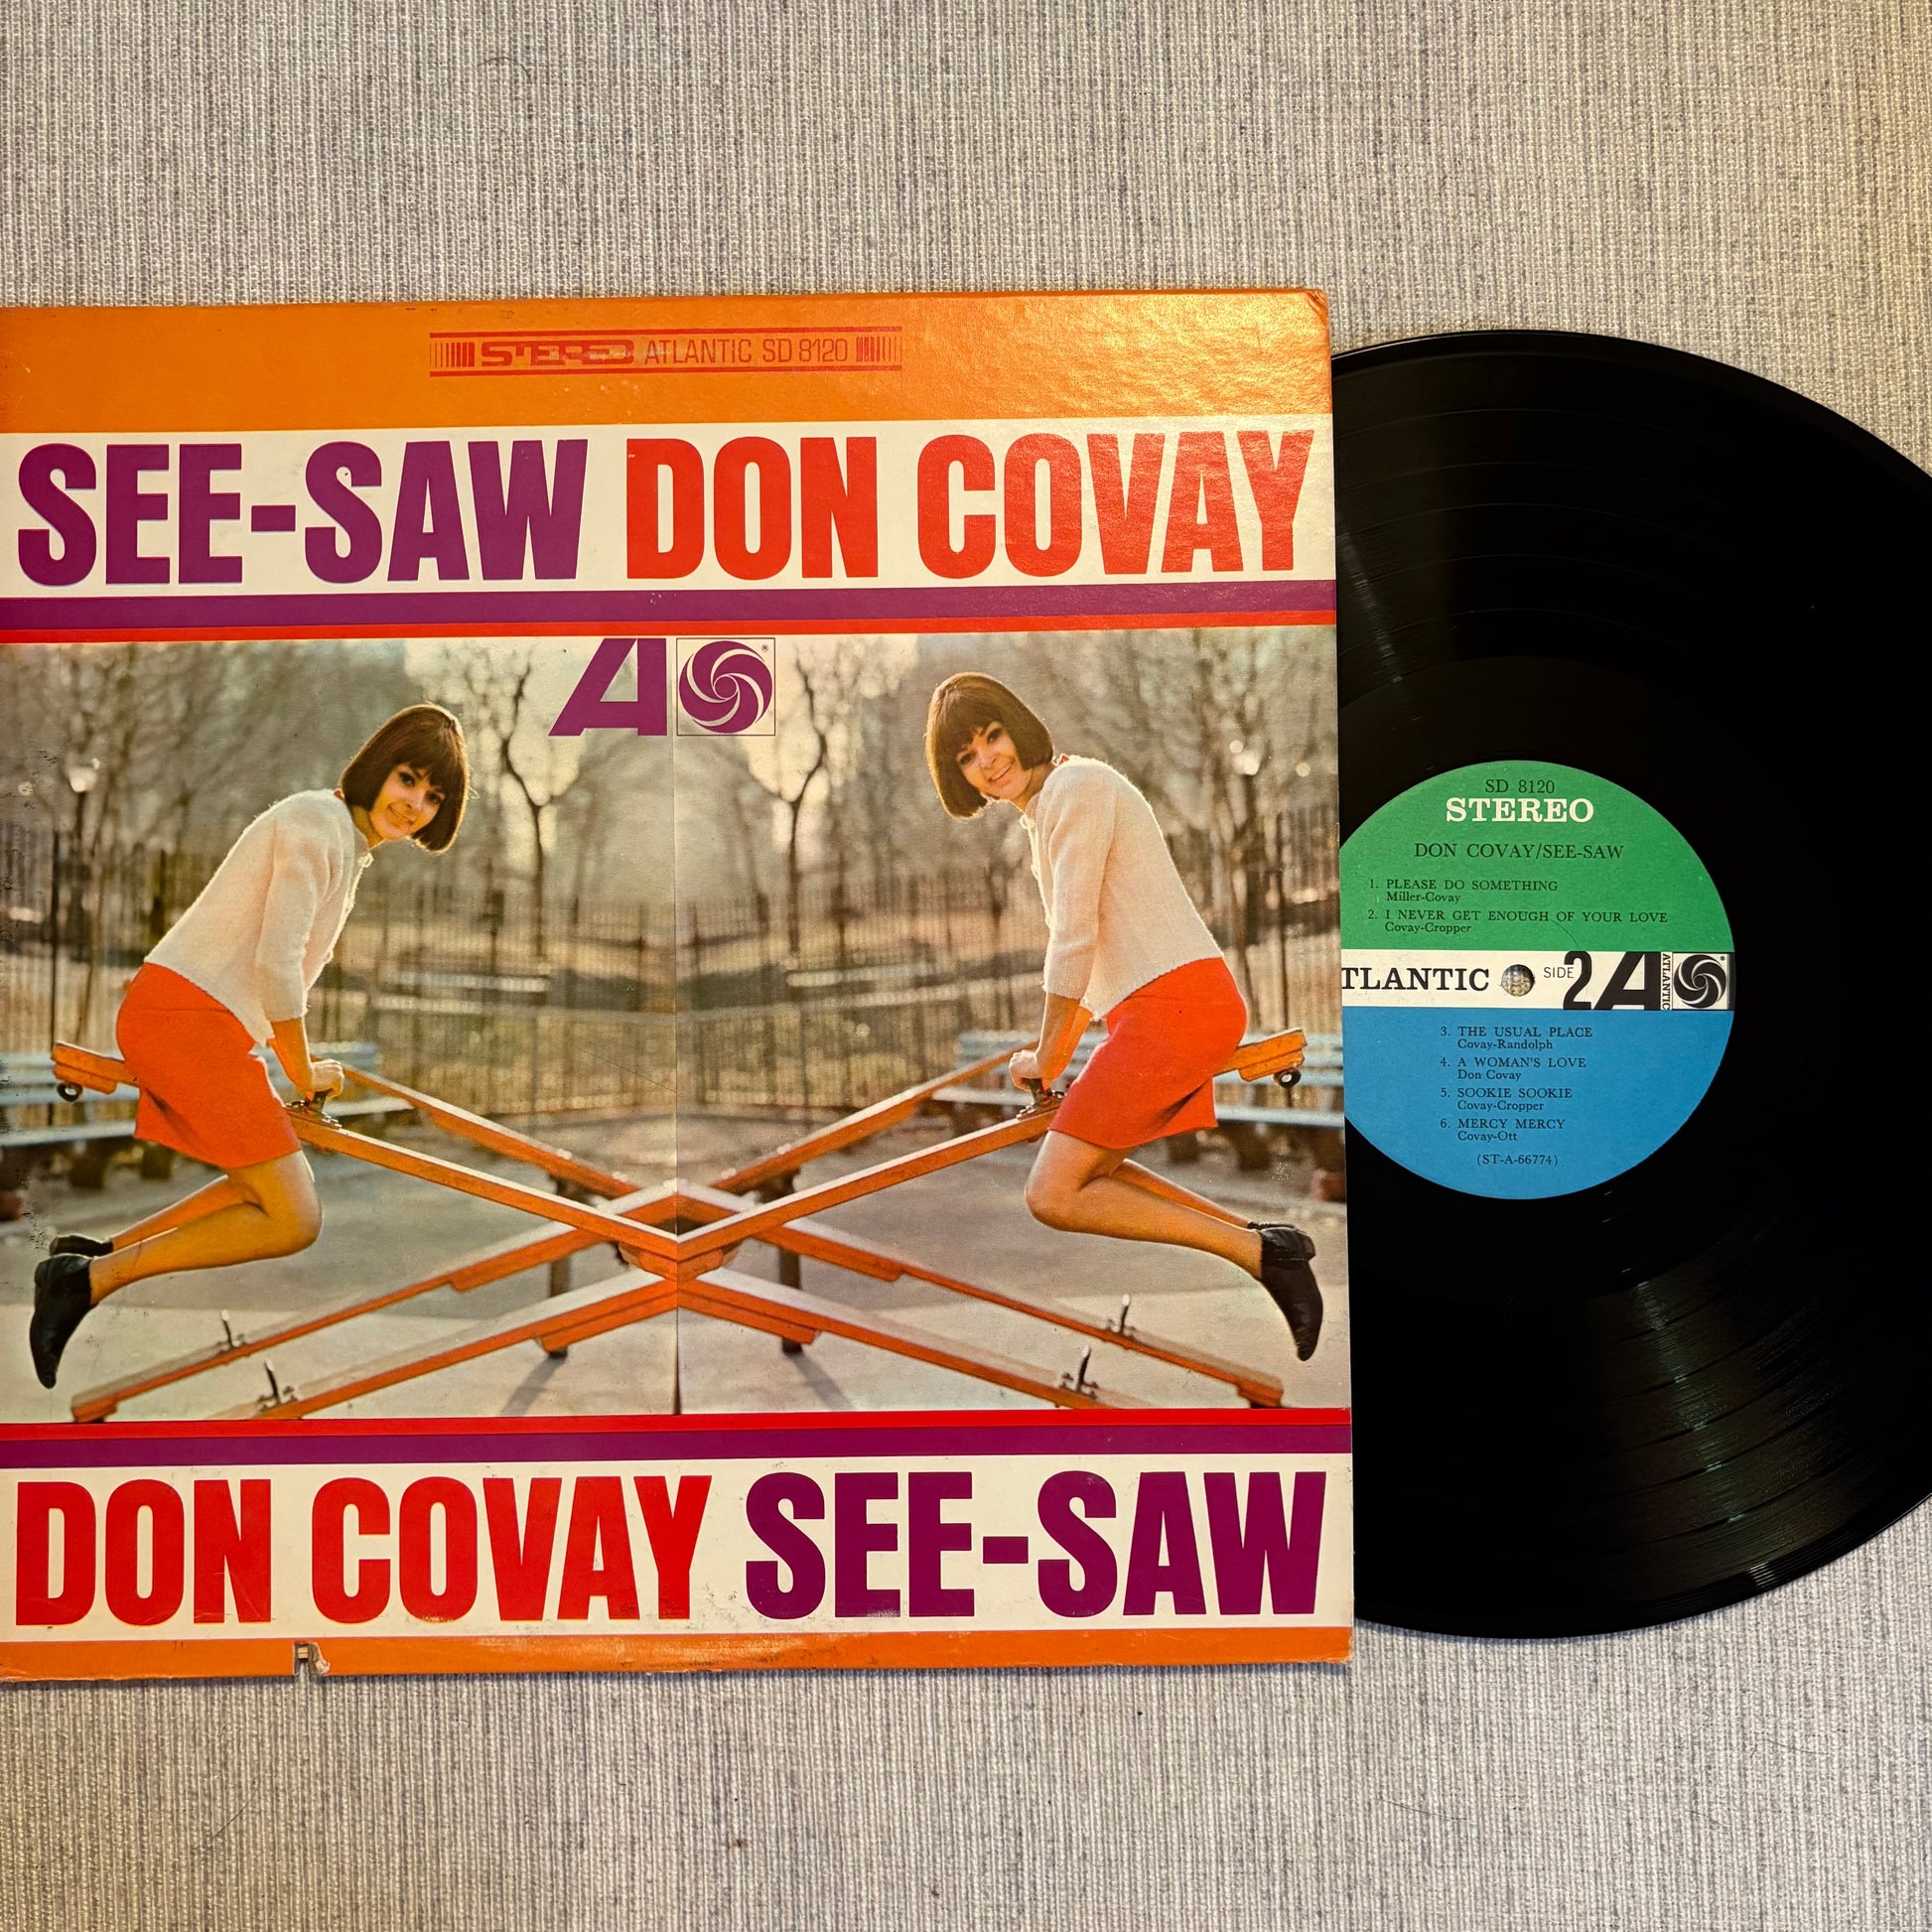 STEREO ATLANTIC SD 8120
SEE-SAW DON COVAY
A
DON COVAY SEE-SAW
SD 8120
STEREO
DON COVAY/SEE-SAW
1. PLEASE DO SOMETHING
Miller-Covay
2. I NEVER GET ENOUGH OF YOUR LOVE
Covay-Cropper
TLANTIC SIDE 2 A ATLANTIC
3. THE USUAL PLACE
Covay-Randolph
4. A WOMAN'S LOVE
Don Covay
5. SOOKIE SOOKIE
Covay-Cropper
6. MERCY MERCY
Covay-Ott
(ST-A-66774)